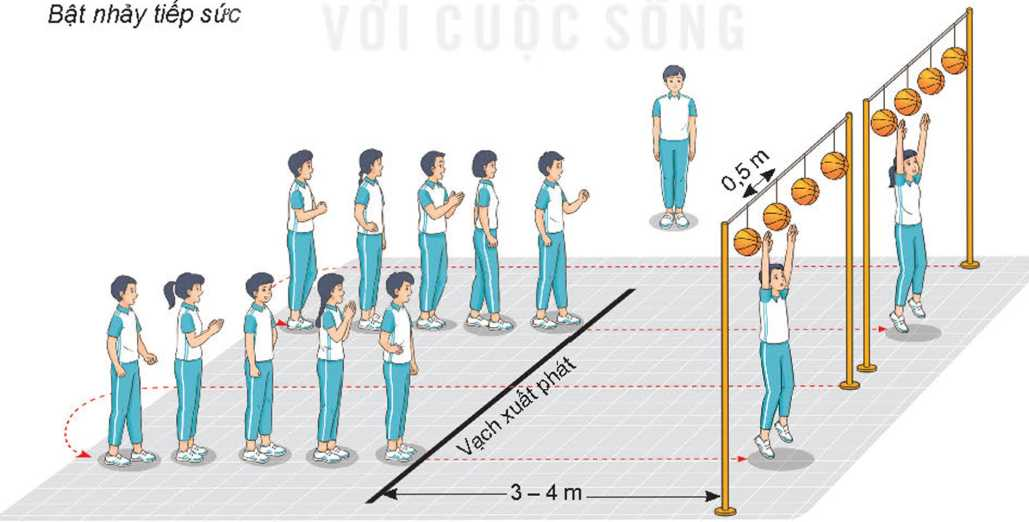 Bật nhảy tiếp sức
VỚI CUỘC SỐNG
0,5 m
Vạch xuất phát
3 – 4 m